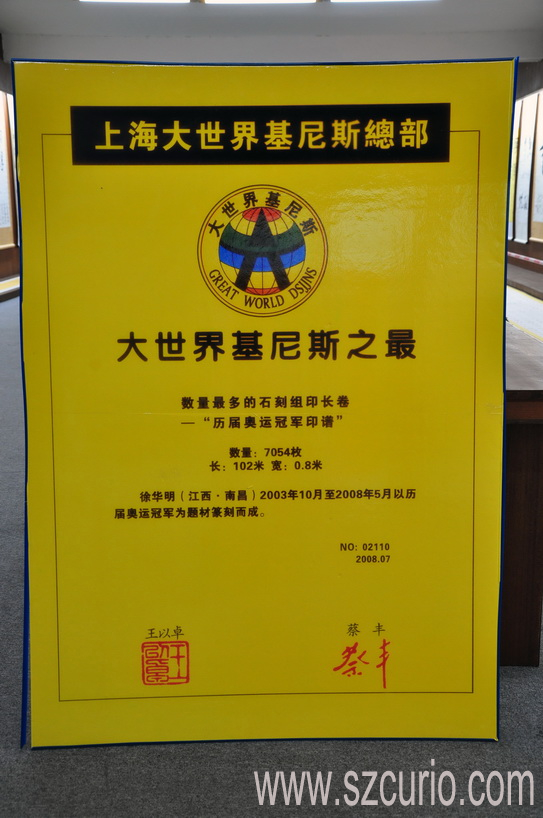 上海大世界基尼斯總部
大世界基尼斯
GREAT WORLD DSJJNS
大世界基尼斯之最
数量最多的石刻组印长卷
—“历届奥运冠军印谱”
数量：7054枚
长：102米 宽：0.8米
徐华明（江西·南昌）2003年10月至2008年5月以历
届奥运冠军为题材篆刻而成。
NO: 02110
2008.07
王以卓
蔡 丰
蔡丰
www.szcurio.com